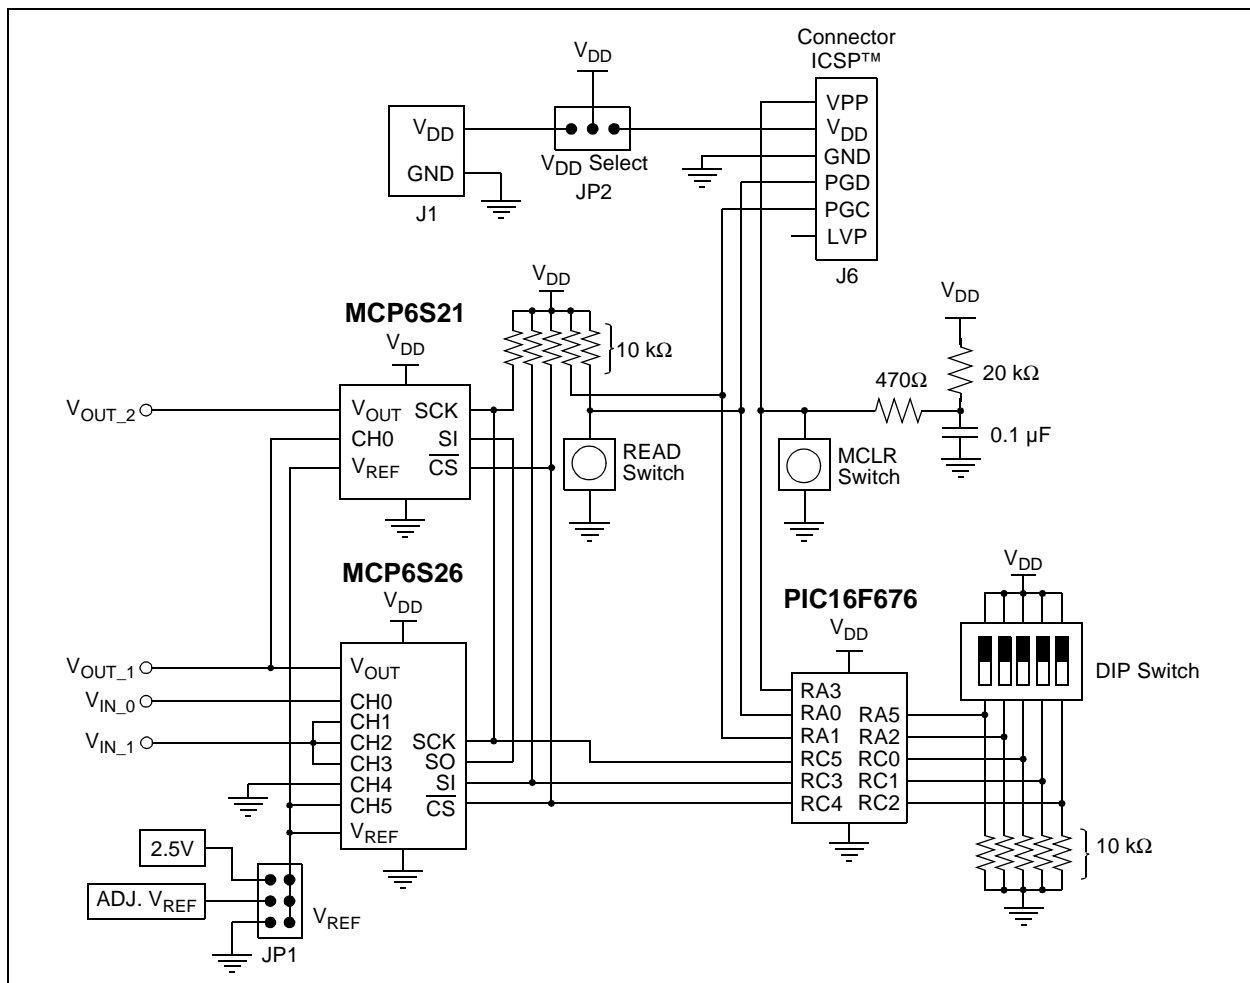 Connector
ICSP™
VDD
VPP
VDD
VDD
GND
GND
PGD
PGC
LVP
VDD Select
JP2
J1
J6
VDD
VDD
MCP6S21
VDD
10 kΩ
20 kΩ
470Ω
0.1 µF
VOUT_2
VOUT
SCK
CH0
SI
VREF
CS
READ
Switch
MCLR
Switch
MCP6S26
VDD
VDD
PIC16F676
VDD
VOUT_1
VOUT
VIN_0
CH0
CH1
VIN_1
CH2
CH3
CH4
CH5
VREF
SCK
SO
SI
CS
RA3
RA0
RA1
RC5
RC3
RC4
RA5
RA2
RC0
RC1
RC2
DIP Switch
10 kΩ
2.5V
ADJ. VREF
VREF
JP1